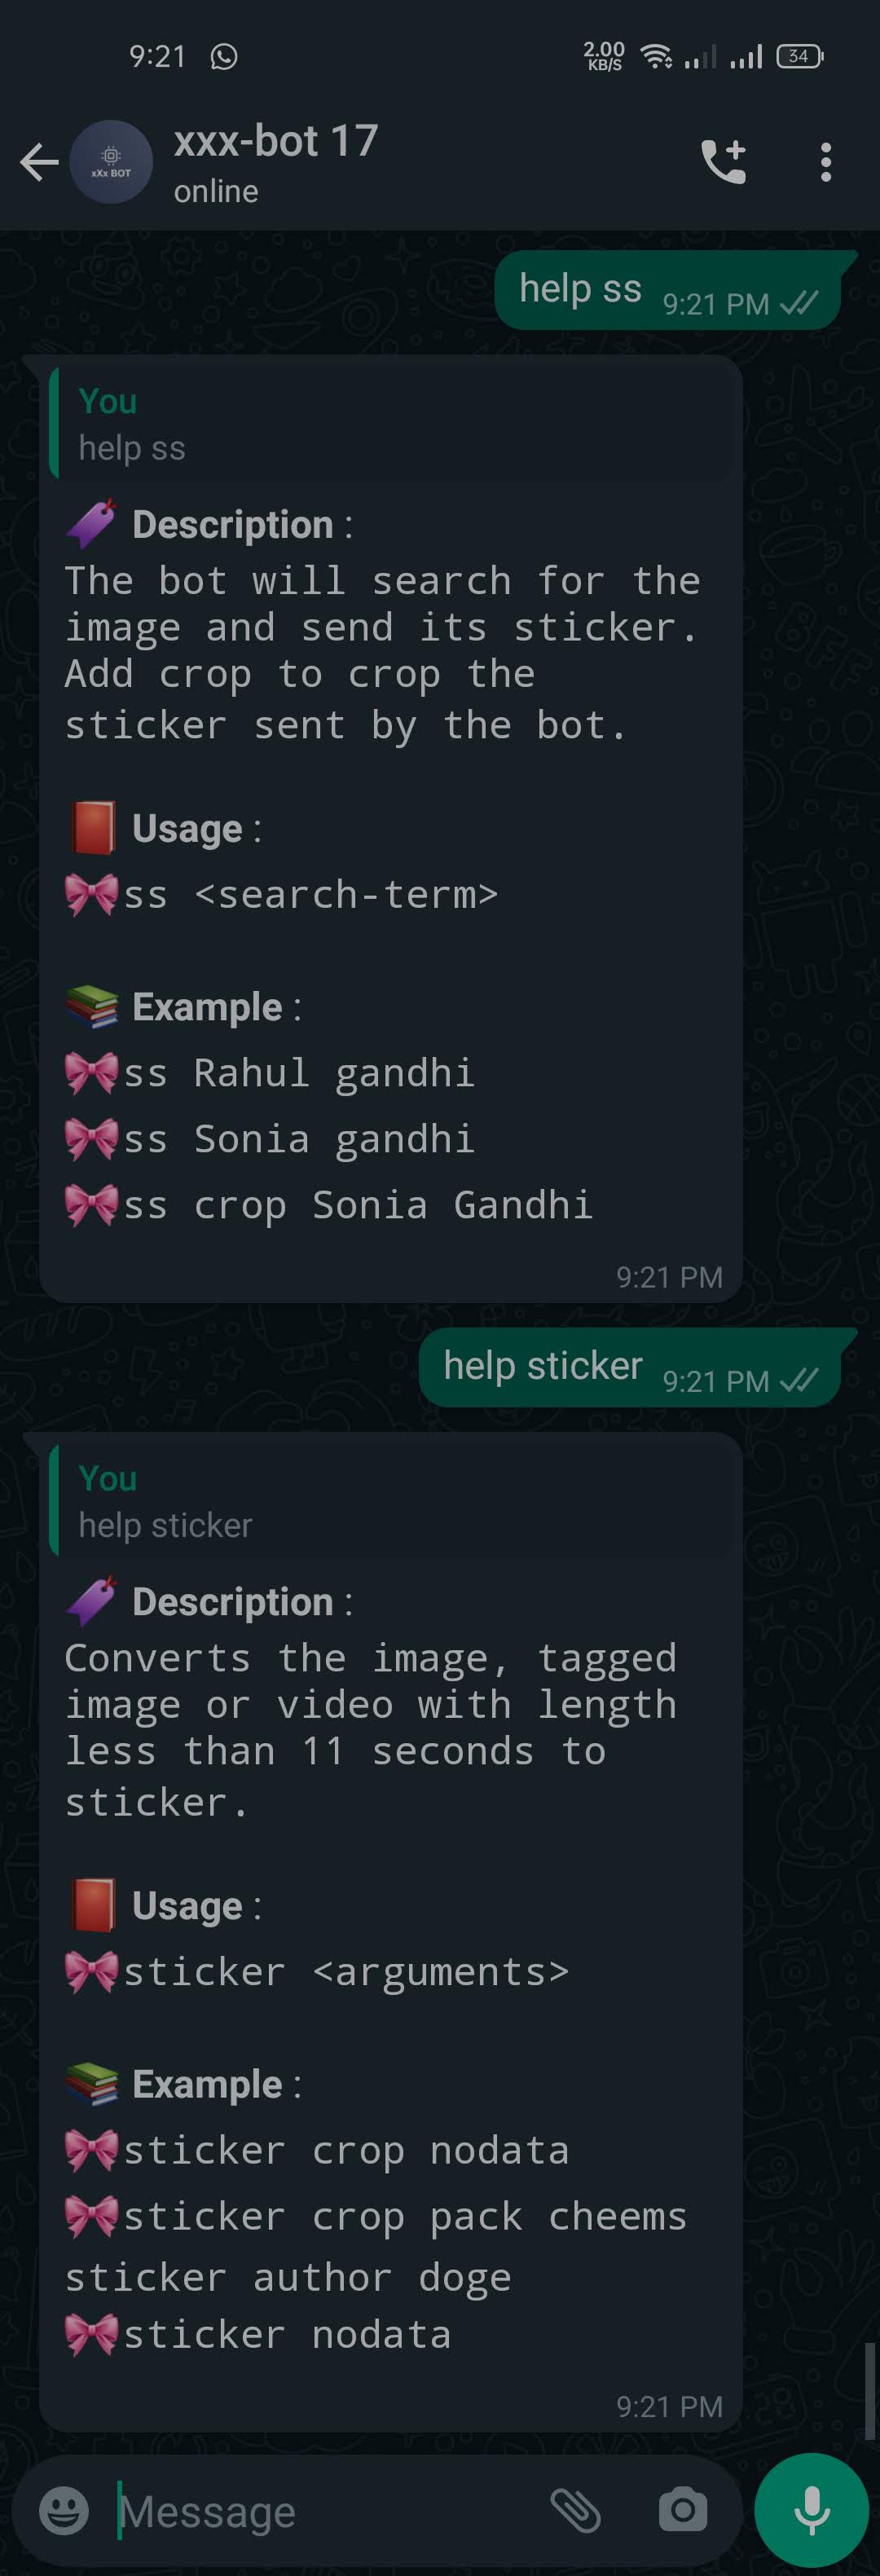 9:21
2.00
KB/S
34
xXx BOT
xxx-bot 17
online
help ss 9:21 PM
You
help ss
Description :
The bot will search for the
image and send its sticker.
Add crop to crop the
sticker sent by the bot.
Usage :
ss <search-term>
Example :
ss Rahul gandhi
ss Sonia gandhi
ss crop Sonia Gandhi
9:21 PM
help sticker 9:21 PM
You
help sticker
Description :
Converts the image, tagged
image or video with length
less than 11 seconds to
sticker.
Usage :
sticker <arguments>
Example :
sticker crop nodata
sticker crop pack cheems
sticker author doge
sticker nodata
9:21 PM
Message